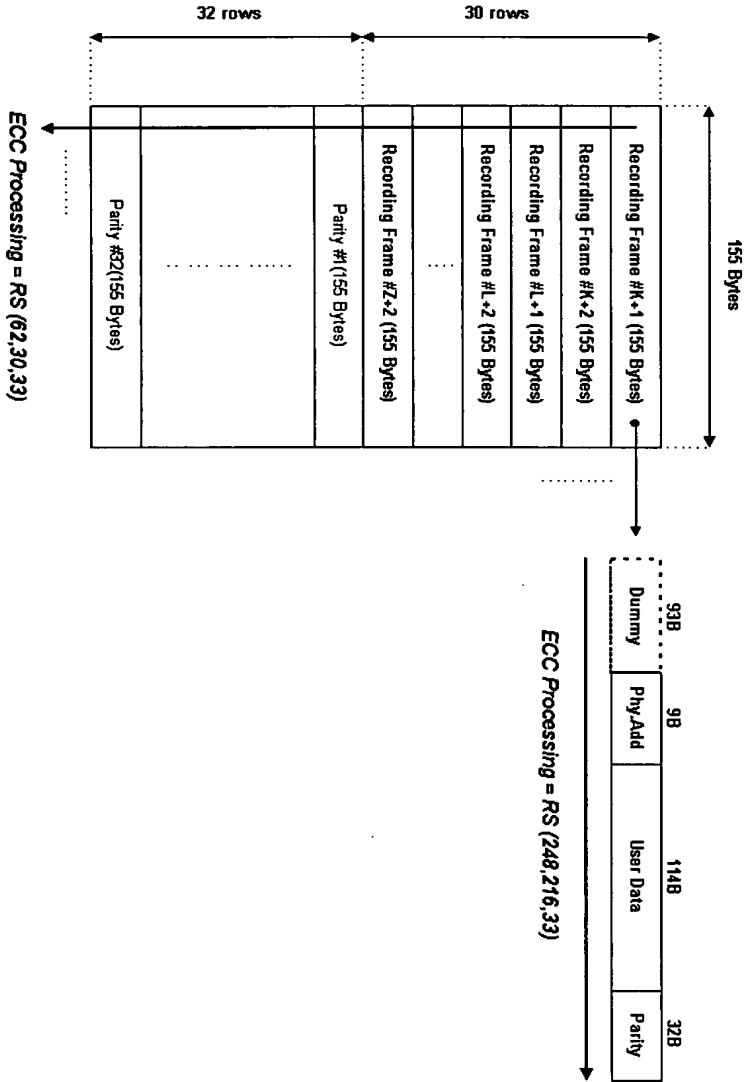 155 Bytes
30 rows
32 rows
Recording Frame #K+1 (155 Bytes)
Recording Frame #K+2 (155 Bytes)
Recording Frame #L+1 (155 Bytes)
Recording Frame #L+2 (155 Bytes)
Recording Frame #Z+2 (155 Bytes)
Parity #1(155 Bytes)
Parity #32(155 Bytes)
ECC Processing = RS (62,30,33)
93B 9B 114B 32B
Dummy Phy.Add User Data Parity
ECC Processing = RS (248,216,33)